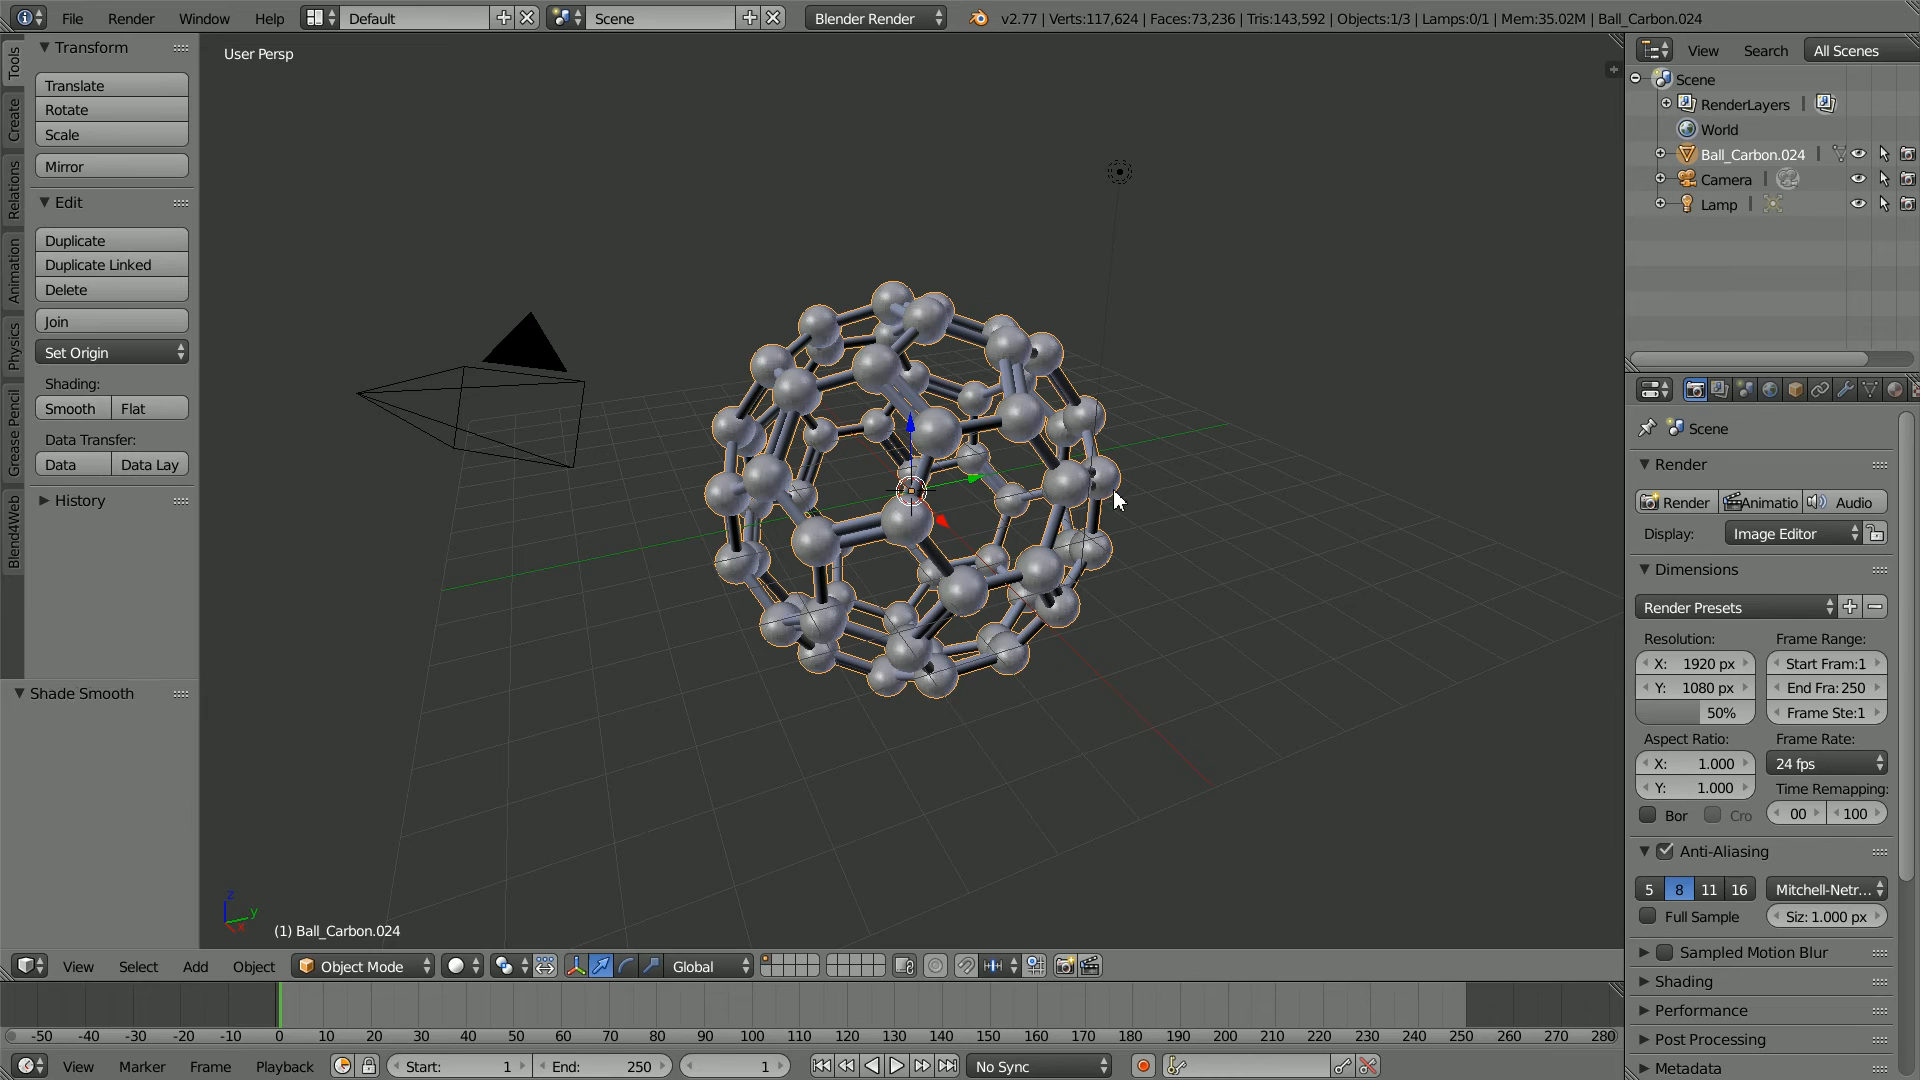 File Render Window Help Default Scene Blender Render v2.77 | Verts:117,624 | Faces:73,236 | Tris:143,592 | Objects:1/3 | Lamps:0/1 | Mem:35.02M | Ball_Carbon.024
Tools
Create
Relations
Animation
Physics
Grease Pencil
Blend4Web
Transform
Translate
Rotate
Scale
Mirror
Edit
Duplicate
Duplicate Linked
Delete
Join
Set Origin
Shading:
Smooth Flat
Data Transfer:
Data Data Lay
History
Shade Smooth
User Persp
z
y
x
(1) Ball_Carbon.024
View Select Add Object Object Mode Global
-50 -40 -30 -20 -10 0 10 20 30 40 50 60 70 80 90 100 110 120 130 140 150 160 170 180 190 200 210 220 230 240 250 260 270 280
View Marker Frame Playback Start: 1 End: 250 1 No Sync
View Search All Scenes
Scene
RenderLayers
World
Ball_Carbon.024
Camera
Lamp
Scene
Render
Render Animatio Audio
Display: Image Editor
Dimensions
Render Presets
Resolution: Frame Range:
X: 1920 px Start Fram:1
Y: 1080 px End Fra: 250
50% Frame Ste:1
Aspect Ratio: Frame Rate:
X: 1.000 24 fps
Y: 1.000 Time Remapping:
Bor Cro 00 100
Anti-Aliasing
5 8 11 16 Mitchell-Netr...
Full Sample Siz: 1.000 px
Sampled Motion Blur
Shading
Performance
Post Processing
Metadata